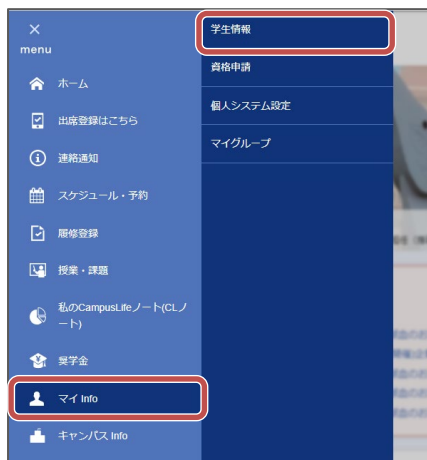 menu
ホーム
出席登録はこちら
連絡通知
スケジュール・予約
履修登録
授業・課題
私のCampusLifeノート(CLノ
ート)
奨学金
マイ Info
キャンパス Info
学生情報
資格申請
個人システム設定
マイグループ